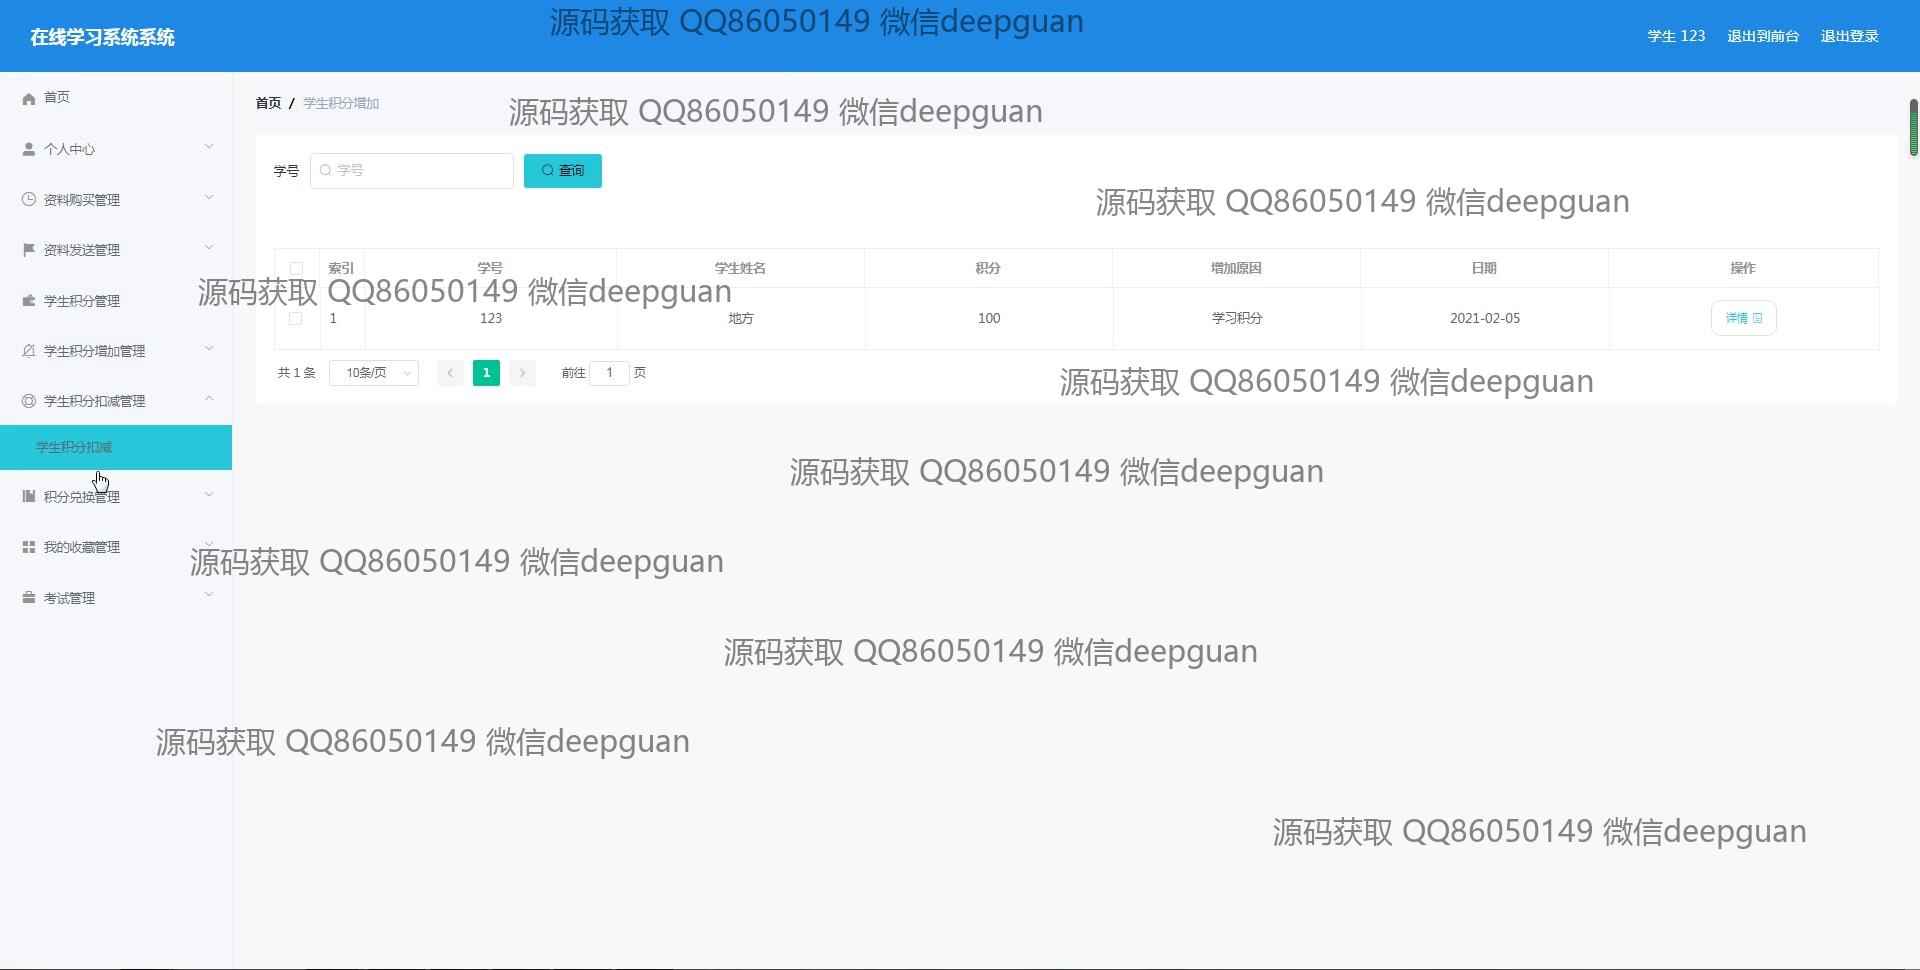 源码获取 QQ86050149 微信deepguan
在线学习系统系统
学生 123 退出到前台 退出登录
首页
首页 / 学生积分增加
源码获取 QQ86050149 微信deepguan
个人中心
学号 学号 查询
资料购买管理
源码获取 QQ86050149 微信deepguan
资料发送管理
索引 学号 学生姓名 积分 增加原因 日期 操作
源码获取 QQ86050149 微信deepguan
学生积分管理
1 123 地方 100 学习积分 2021-02-05 详情
学生积分增加管理
共 1 条 10条/页 1 前往 1 页
源码获取 QQ86050149 微信deepguan
学生积分扣减管理
学生积分扣减
源码获取 QQ86050149 微信deepguan
积分兑换管理
我的收藏管理
源码获取 QQ86050149 微信deepguan
考试管理
源码获取 QQ86050149 微信deepguan
源码获取 QQ86050149 微信deepguan
源码获取 QQ86050149 微信deepguan